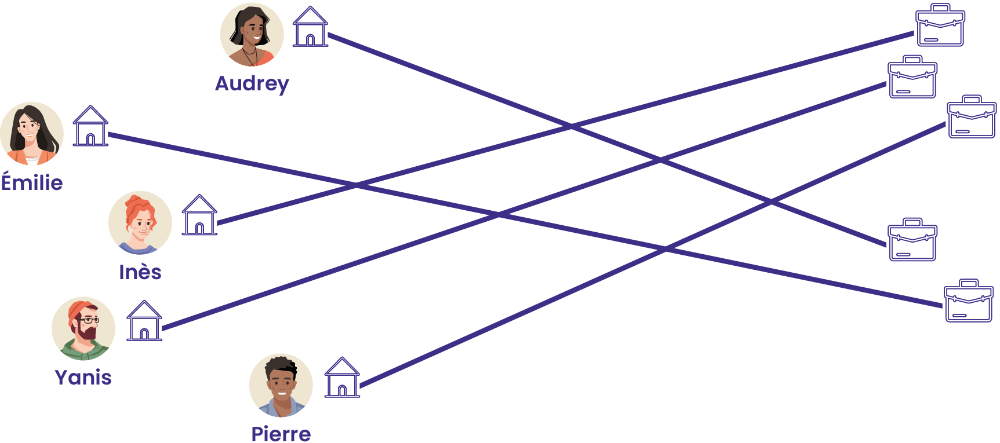 Audrey
Émilie
Inès
Yanis
Pierre